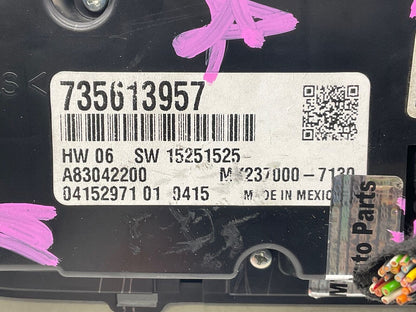 735613957
HW 06 SW 15251525
A83042200 237000-7130
04152971 01 0415 MADE IN MEXICO
to Parts